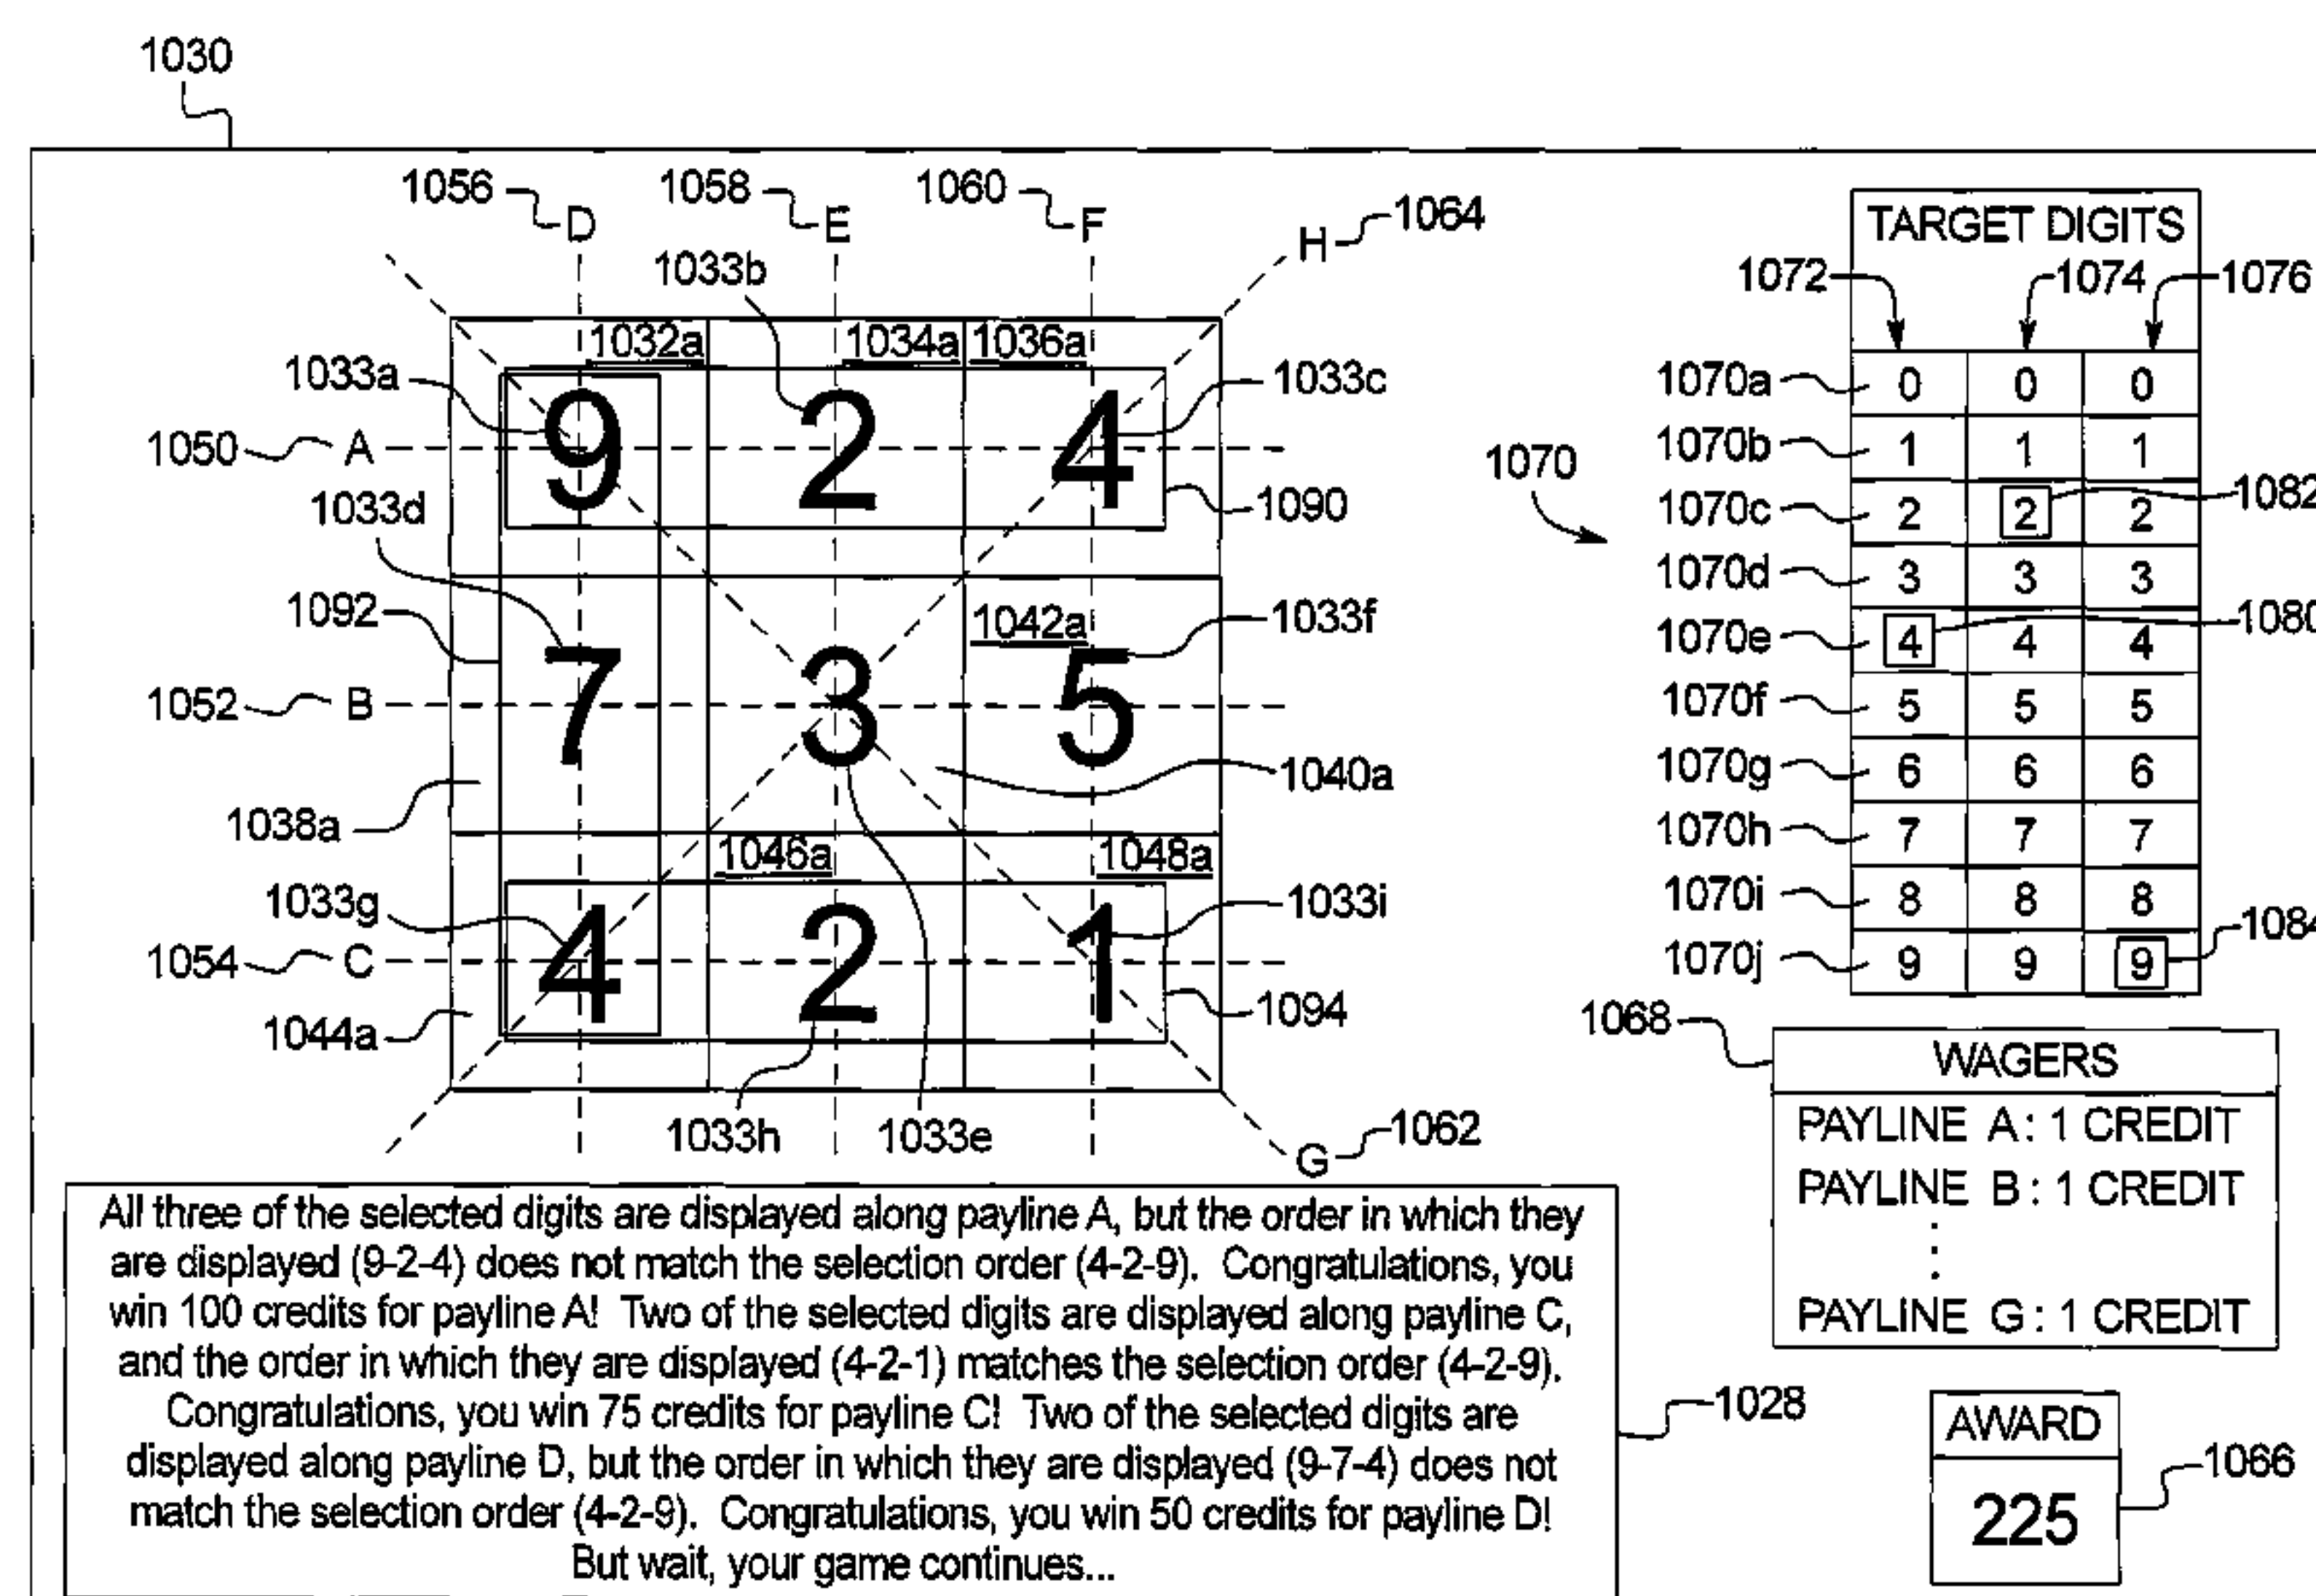 1030
1056 D 1058 E 1060 F H 1064
1033b
TARGET DIGITS
1072 1074 1076
1032a 1034a 1036a
1033a 9 2 4 1033c
1050 A
1033d
1090
1070a 0 0 0
1070b 1 1 1
1070
1070c 2 2 2
1070d 3 3 3
1080
1070e 4 4 4
1070f 5 5 5
1070g 6 6 6
1070h 7 7 7
1070i 8 8 8
1070j 9 9 9
1092
1042a 1033f
7 3 5
1052 B
1040a
1038a
1046a 1048a
1033g 4 2 1 1033i
1054 C
1044a
1094
1033h 1033e
G 1062
1068
WAGERS
PAYLINE A: 1 CREDIT
PAYLINE B: 1 CREDIT
PAYLINE G: 1 CREDIT
All three of the selected digits are displayed along payline A, but the order in which they
are displayed (9-2-4) does not match the selection order (4-2-9). Congratulations, you
win 100 credits for payline A! Two of the selected digits are displayed along payline C,
and the order in which they are displayed (4-2-1) matches the selection order (4-2-9).
Congratulations, you win 75 credits for payline C! Two of the selected digits are
displayed along payline D, but the order in which they are displayed (9-7-4) does not
match the selection order (4-2-9). Congratulations, you win 50 credits for payline D!
But wait, your game continues...
1028
AWARD
225
1066